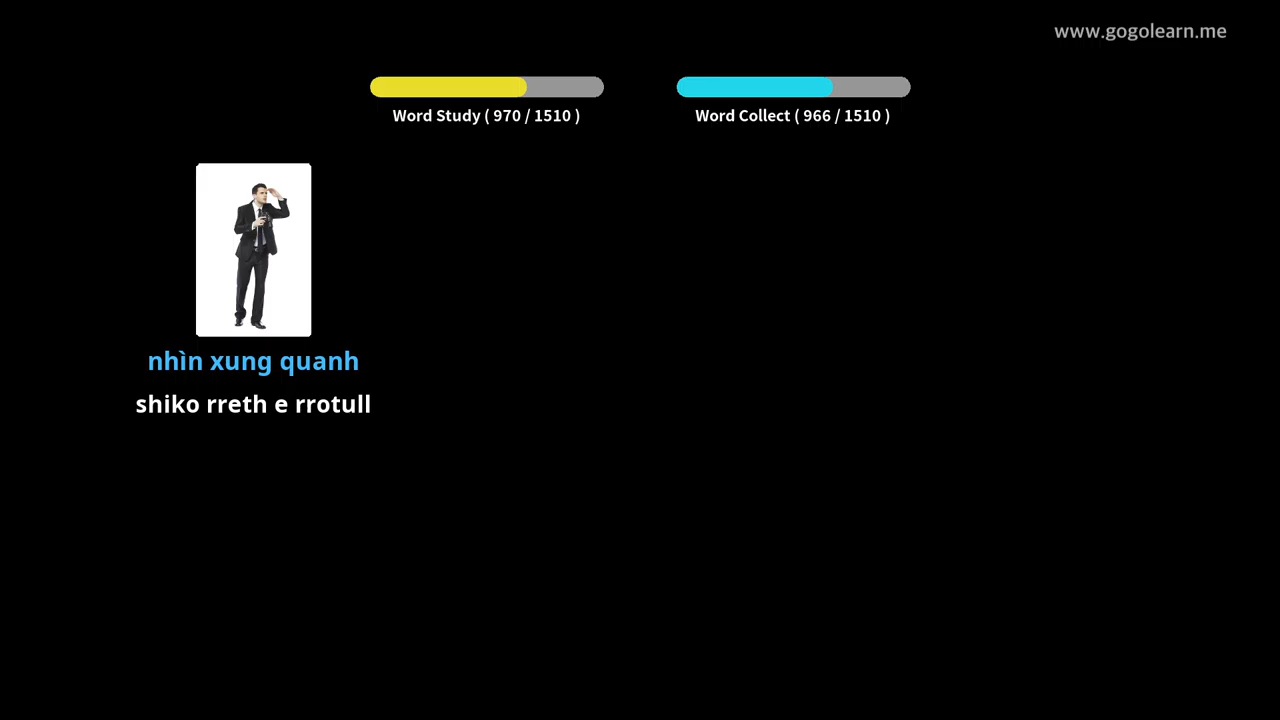 www.gogolearn.me
Word Study ( 970 / 1510 )
Word Collect ( 966 / 1510 )
nhìn xung quanh
shiko rreth e rrotull